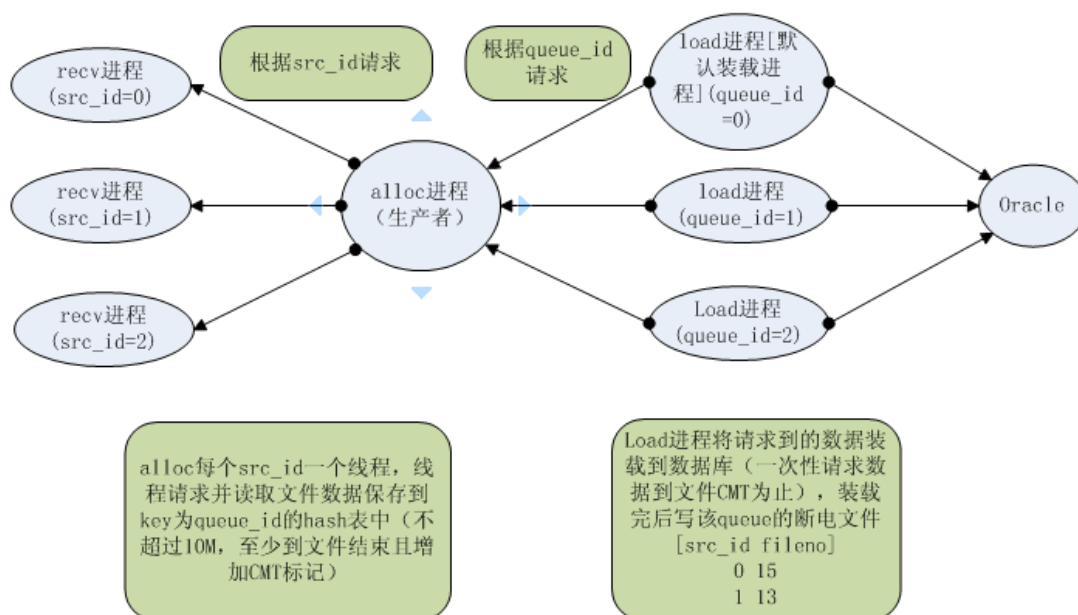 recv进程
(src_id=0)
根据src_id请求
根据queue_id
请求
load进程[默
认装载进
程](queue_id
=0)
recv进程
(src_id=1)
alloc进程
（生产者）
load进程
(queue_id=1)
Oracle
recv进程
(src_id=2)
Load进程
(queue_id=2)
alloc每个src_id一个线程，线
程请求并读取文件数据保存到
key为queue_id的hash表中（不
超过10M，至少到文件结束且增
加CMT标记）
Load进程将请求到的数据装
载到数据库（一次性请求数
据到文件CMT为止），装载
完后写该queue的断电文件
[src_id fileno]
0 15
1 13